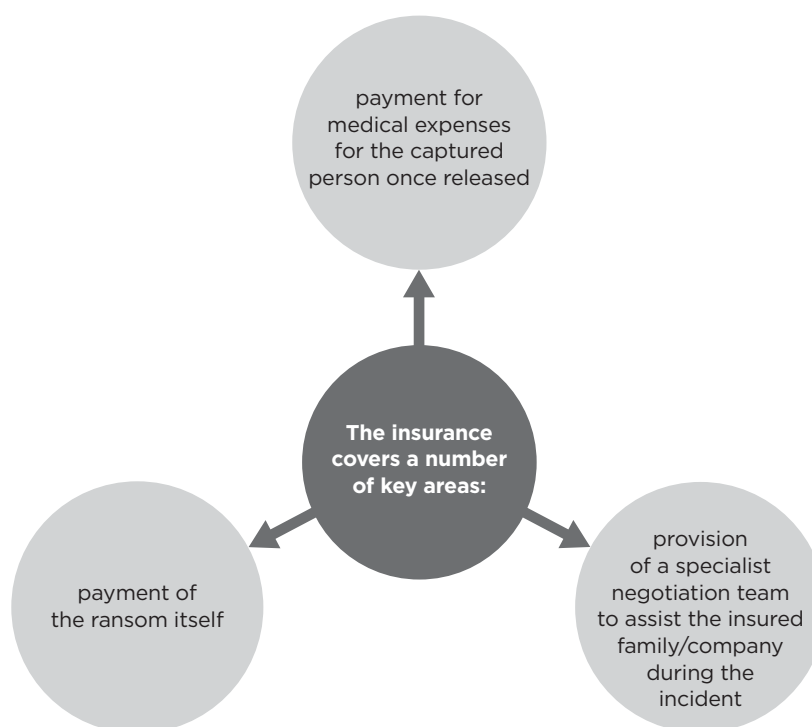 payment for
medical expenses
for the captured
person once released
The insurance
covers a number
of key areas:
payment of
the ransom itself
provision
of a specialist
negotiation team
to assist the insured
family/company
during the
incident